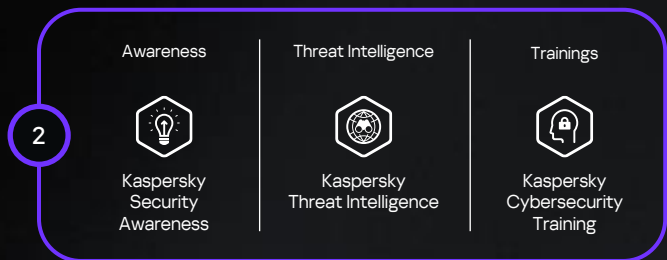 Awareness
Threat Intelligence
Trainings
2
Kaspersky
Security
Awareness
Kaspersky
Threat Intelligence
Kaspersky
Cybersecurity
Training